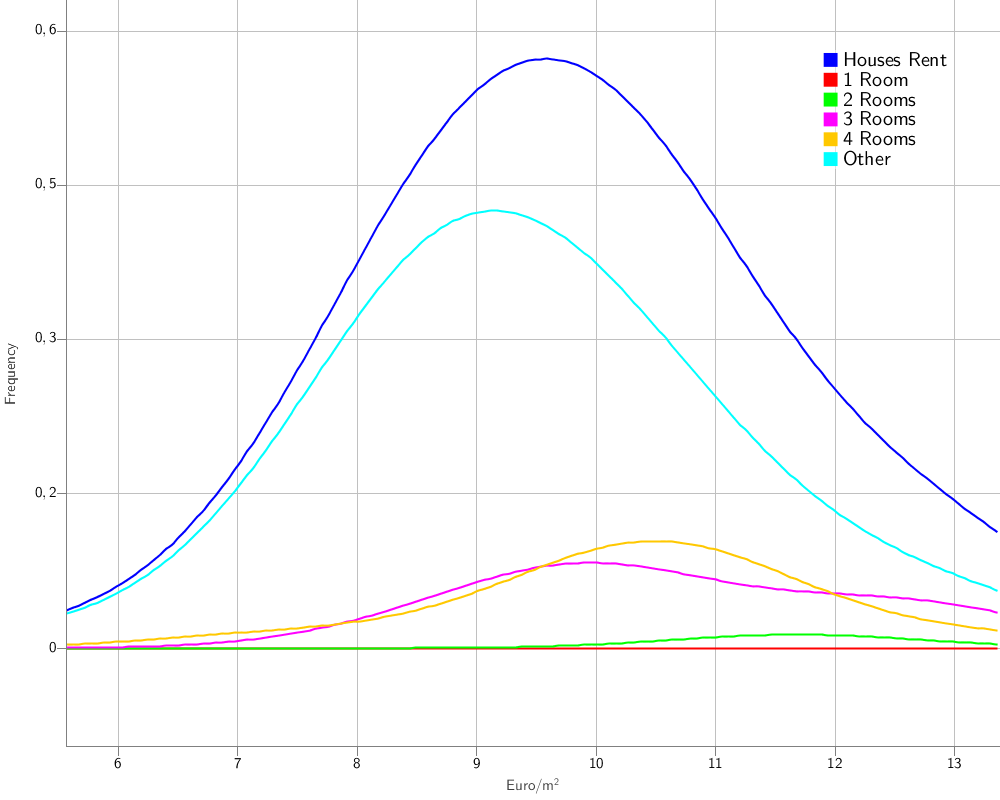 0, 6
0, 5
0, 3
0, 2
0
Frequency
Houses Rent
1 Room
2 Rooms
3 Rooms
4 Rooms
Other
6 7 8 9 10 11 12 13
Euro/m²